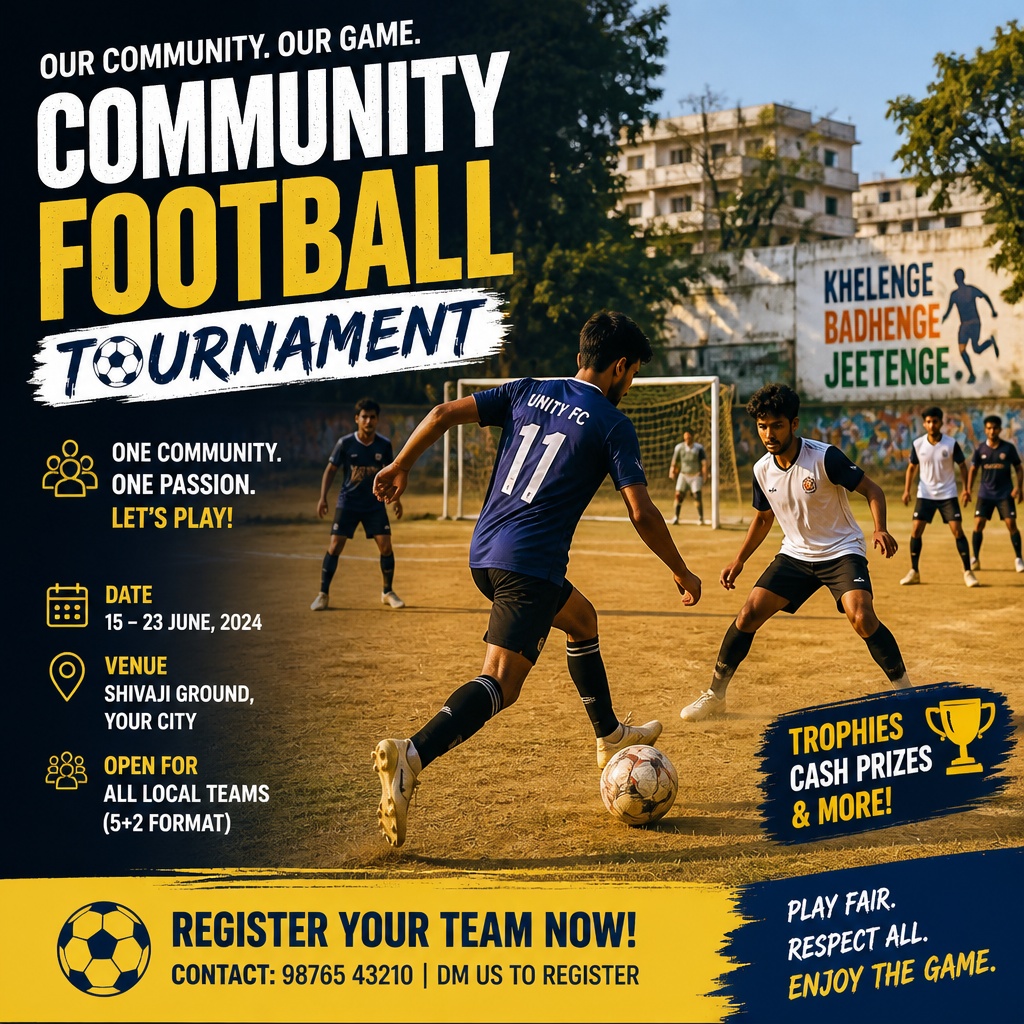 OUR COMMUNITY. OUR GAME.
COMMUNITY
FOOTBALL
TOURNAMENT
KHELENGE
BADHENGE
JEETENGE
UNITY FC
11
ONE COMMUNITY.
ONE PASSION.
LET'S PLAY!
DATE
15 – 23 JUNE, 2024
VENUE
SHIVAJI GROUND,
YOUR CITY
OPEN FOR
ALL LOCAL TEAMS
(5+2 FORMAT)
TROPHIES
CASH PRIZES
& MORE!
REGISTER YOUR TEAM NOW!
CONTACT: 98765 43210 | DM US TO REGISTER
PLAY FAIR.
RESPECT ALL.
ENJOY THE GAME.